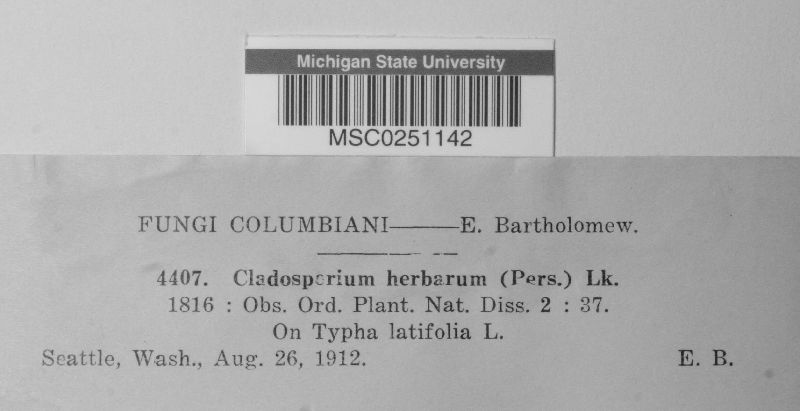 Michigan State University
MSC0251142
FUNGI COLUMBIANI——E. Bartholomew.
4407. Cladosporium herbarum (Pers.) Lk.
1816 : Obs. Ord. Plant. Nat. Diss. 2 : 37.
On Typha latifolia L.
Seattle, Wash., Aug. 26, 1912. E. B.